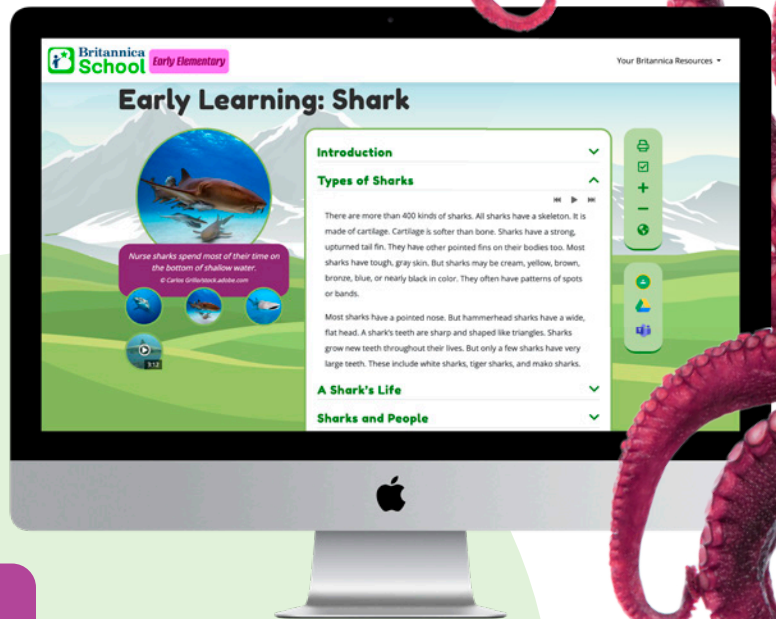 Britannica
School
Early Elementary
Your Britannica Resources
Early Learning: Shark
Nurse sharks spend most of their time on
the bottom of shallow water.
© Carlos Grillo/stock.adobe.com
3:12
Introduction
Types of Sharks
There are more than 400 kinds of sharks. All sharks have a skeleton. It is
made of cartilage. Cartilage is softer than bone. Sharks have a strong,
upturned tail fin. They have other pointed fins on their bodies too. Most
sharks have tough, gray skin. But sharks may be cream, yellow, brown,
bronze, blue, or nearly black in color. They often have patterns of spots
or bands.
Most sharks have a pointed nose. But hammerhead sharks have a wide,
flat head. A shark's teeth are sharp and shaped like triangles. Sharks
grow new teeth throughout their lives. But only a few sharks have very
large teeth. These include white sharks, tiger sharks, and mako sharks.
A Shark's Life
Sharks and People